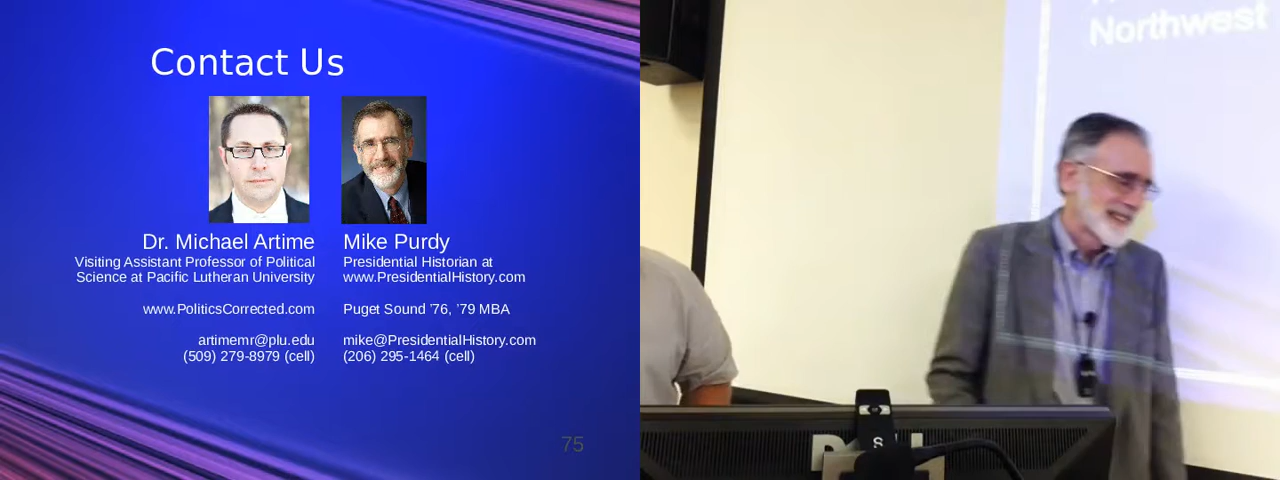 Contact Us
Dr. Michael Artime
Visiting Assistant Professor of Political
Science at Pacific Lutheran University
www.PoliticsCorrected.com
artimemr@plu.edu
(509) 279-8979 (cell)
Mike Purdy
Presidential Historian at
www.PresidentialHistory.com
Puget Sound ’76, ’79 MBA
mike@PresidentialHistory.com
(206) 295-1464 (cell)
75
Northwest